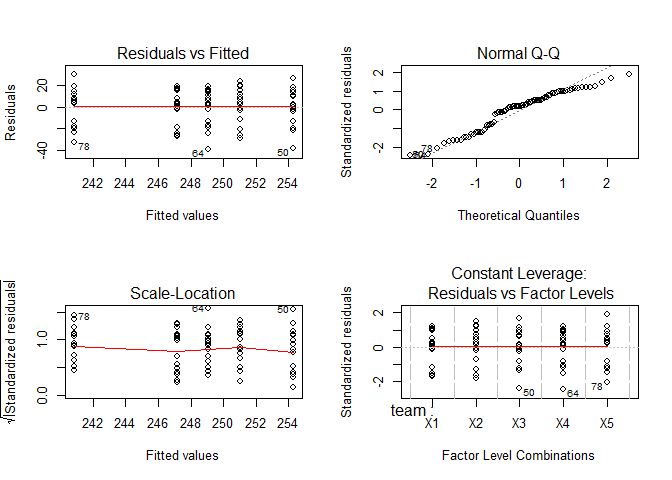 Residuals vs Fitted
Residuals
20
0
-40
78
64
50
242 244 246 248 250 252 254
Fitted values
Normal Q-Q
Standardized residuals
2
1
0
-2
78
-2 -1 0 1 2
Theoretical Quantiles
Scale-Location
√|Standardized residuals|
1.0
0.0
78
64
50
242 244 246 248 250 252 254
Fitted values
Constant Leverage:
Residuals vs Factor Levels
Standardized residuals
2
0
-2
50
64
78
team :
X1 X2 X3 X4 X5
Factor Level Combinations